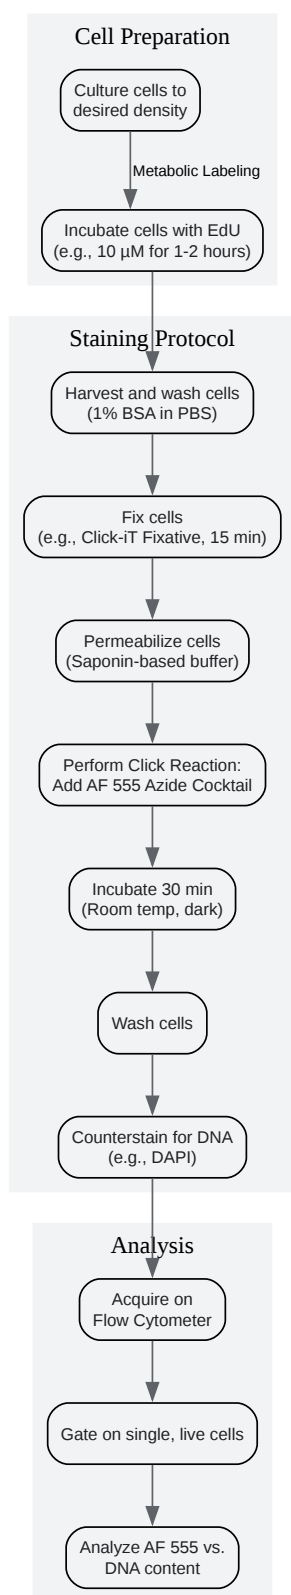 Cell Preparation
Culture cells to
desired density
Metabolic Labeling
Incubate cells with EdU
(e.g., 10 µM for 1-2 hours)
Staining Protocol
Harvest and wash cells
(1% BSA in PBS)
Fix cells
(e.g., Click-iT Fixative, 15 min)
Permeabilize cells
(Saponin-based buffer)
Perform Click Reaction:
Add AF 555 Azide Cocktail
Incubate 30 min
(Room temp, dark)
Wash cells
Counterstain for DNA
(e.g., DAPI)
Analysis
Acquire on
Flow Cytometer
Gate on single, live cells
Analyze AF 555 vs.
DNA content